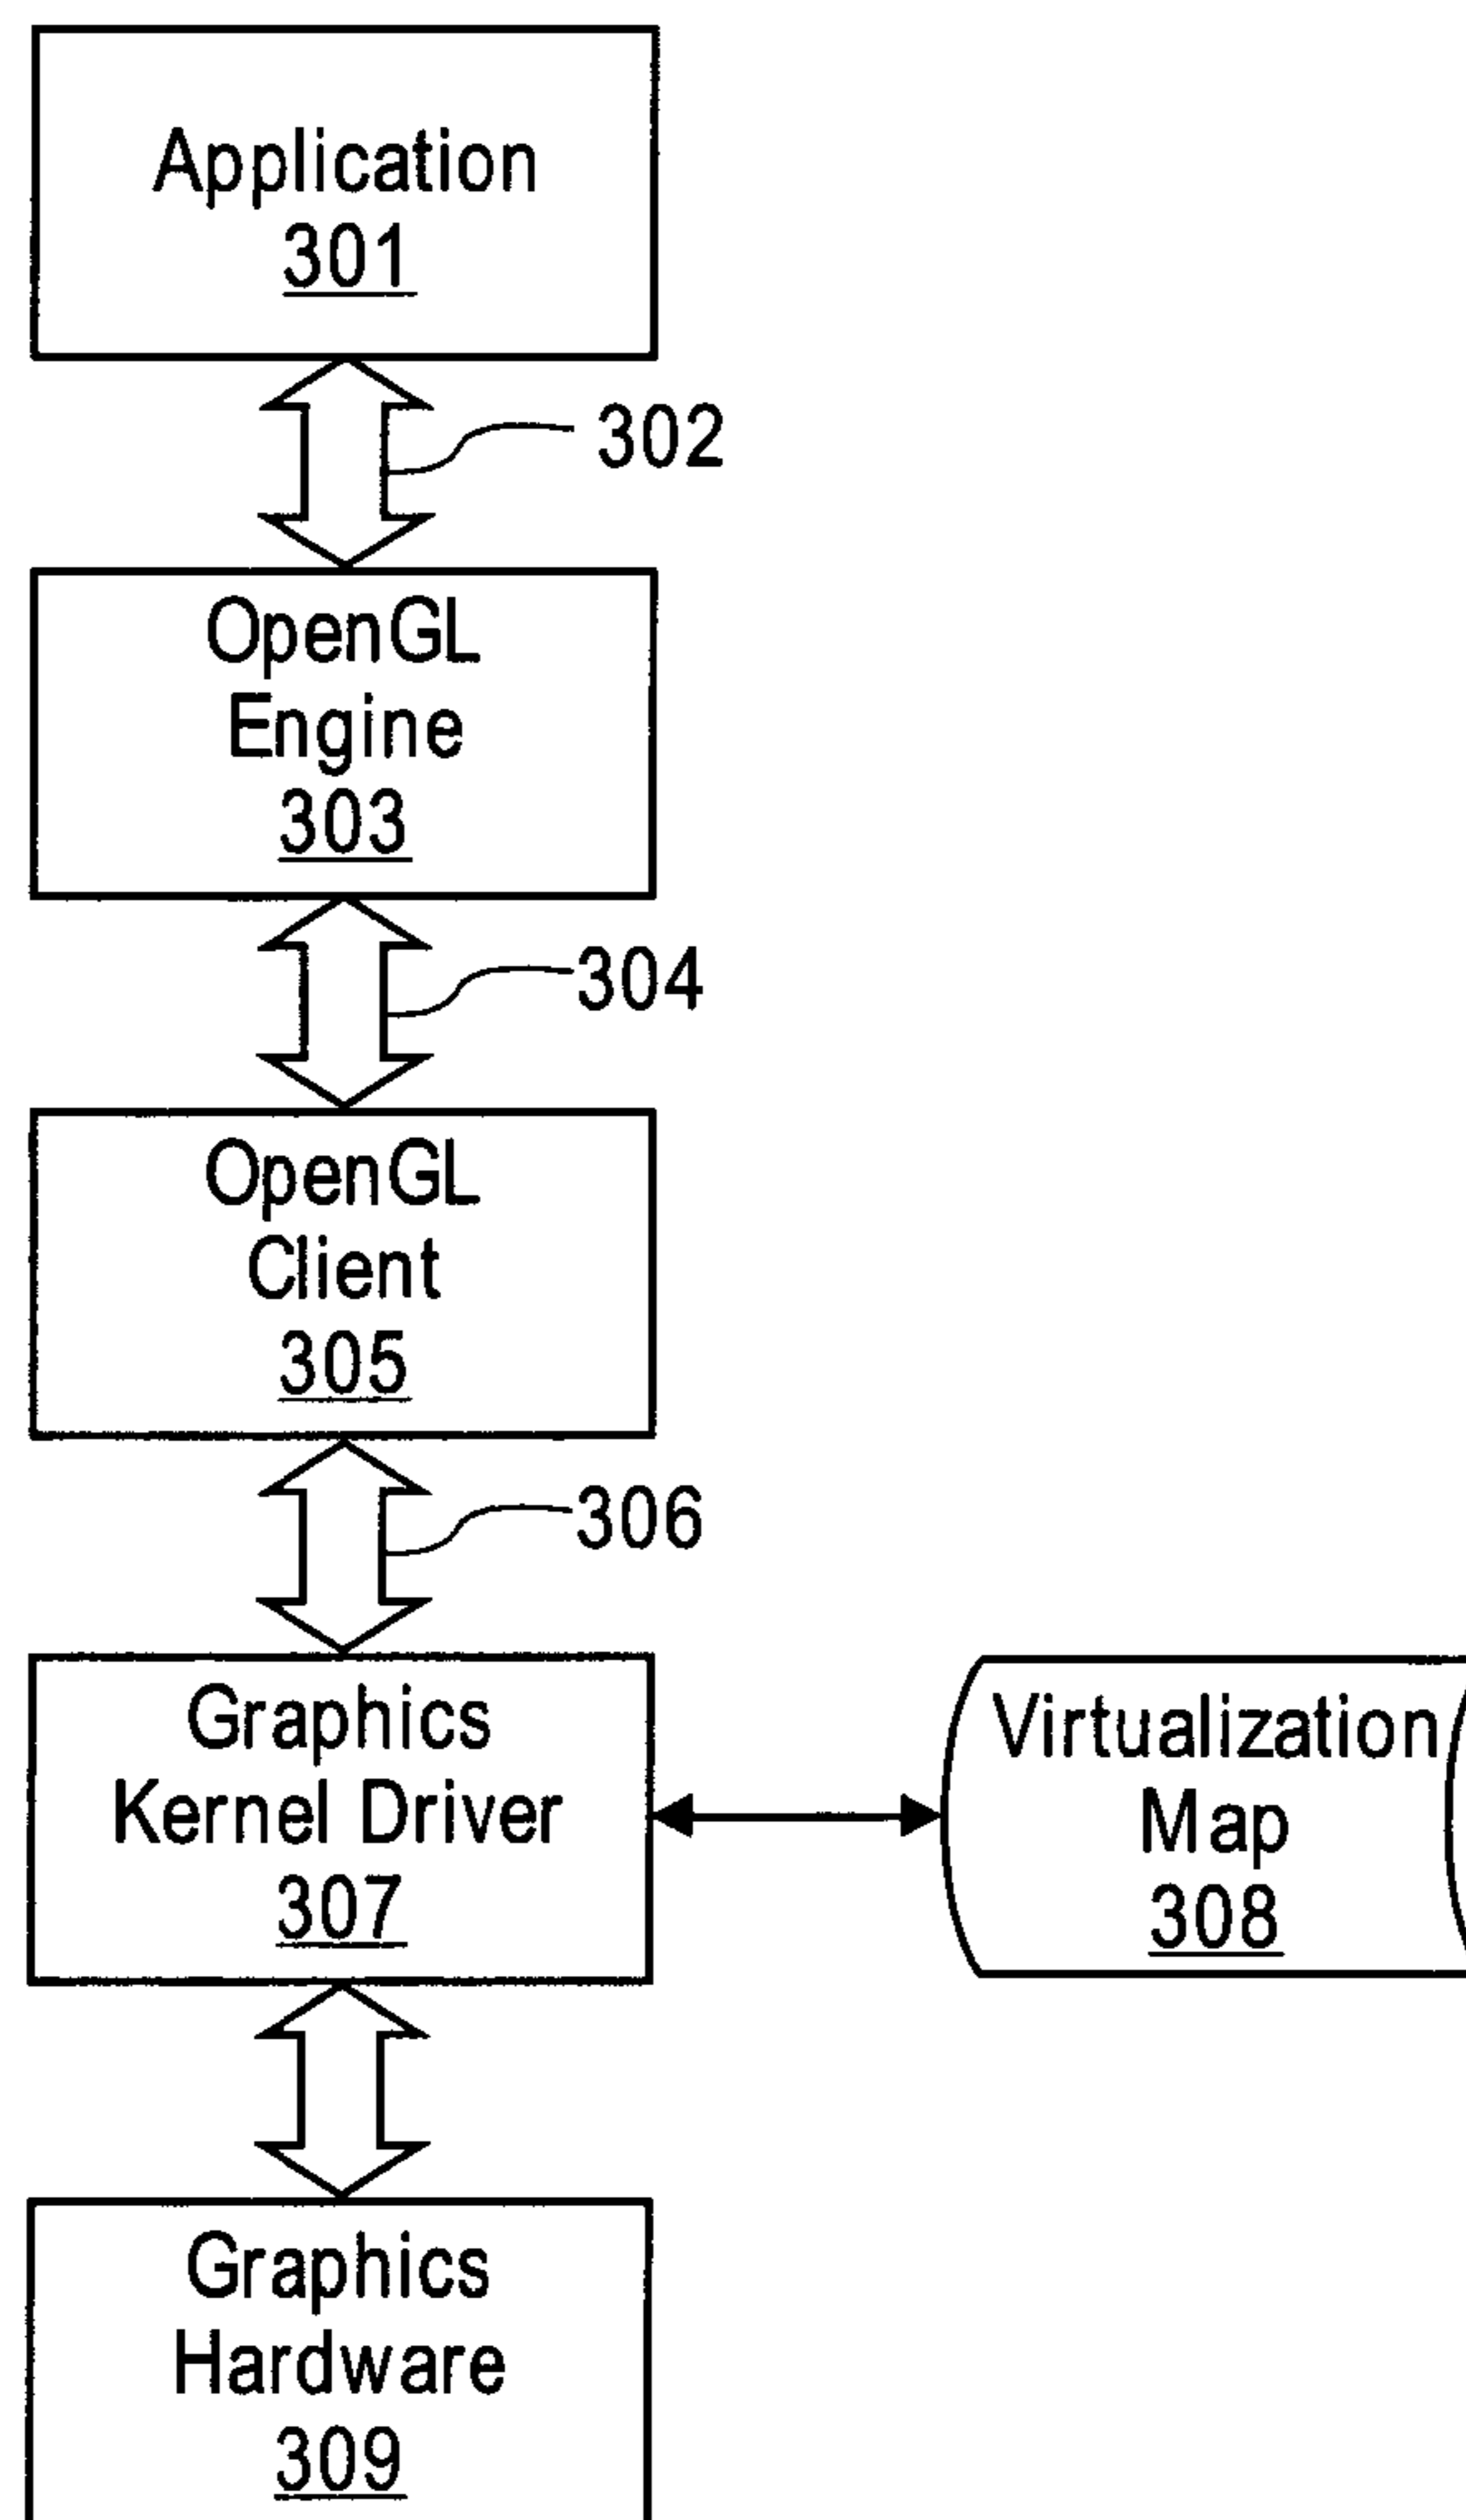 Application
301
302
OpenGL
Engine
303
304
OpenGL
Client
305
306
Graphics
Kernel Driver
307
Virtualization
Map
308
Graphics
Hardware
309